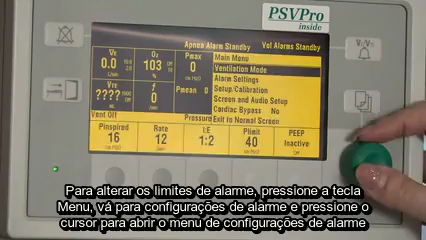 PSVPro
inside
Apnea Alarm Standby Vol Alarms Standby
VE
0.0
L/min
O2
103
%
Pmax
0
Pmean 0
VTE
????
f
0
Vent Off
Pressure
Main Menu
Ventilation Mode
Alarm Settings
Setup/Calibration
Screen and Audio Setup
Cardiac Bypass No
Exit to Normal Screen
Pinspired Rate I:E Plimit PEEP
16 12 1:2 40 Inactive
Para alterar os limites de alarme, pressione a tecla
Menu, vá para configurações de alarme e pressione o
cursor para abrir o menu de configurações de alarme